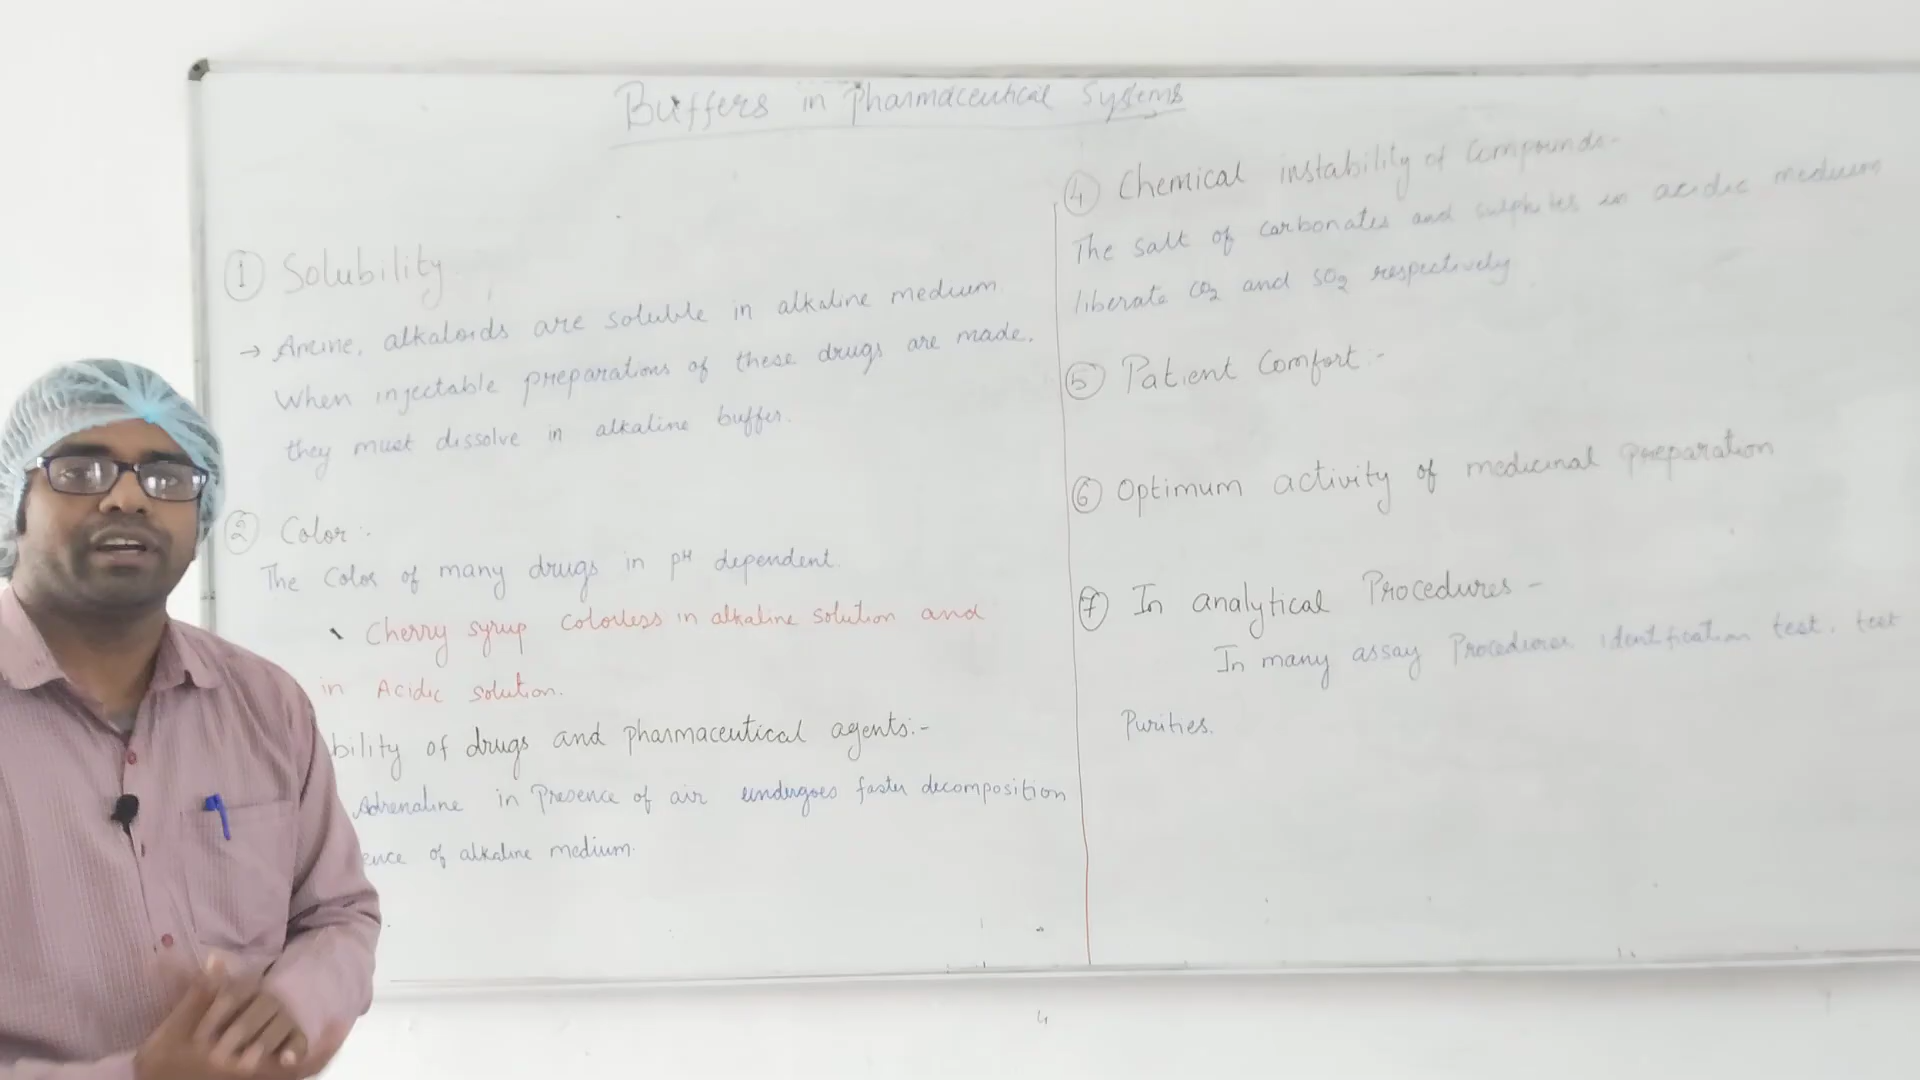 Buffers in Pharmaceutical Systems
① Solubility
→ Amine, alkaloids are soluble in alkaline medium
When injectable preparations of these drugs are made.
they must dissolve in alkaline buffer.
② Color :-
The Color of many drugs in pH dependent.
Cherry syrup Colorless in alkaline solution and
in Acidic solution.
bility of drugs and pharmaceutical agents:-
Adrenaline in Presence of air undergoes faster decomposition
ence of alkaline medium.
④ Chemical instability of Compounds-
The salt of carbonates and sulphites in acidic medium
liberate CO2 and SO2 respectively
⑤ Patient Comfort :-
⑥ Optimum activity of medicinal preparation
⑦ In analytical Procedures -
In many assay Procedures identification test, test
Purities.
4